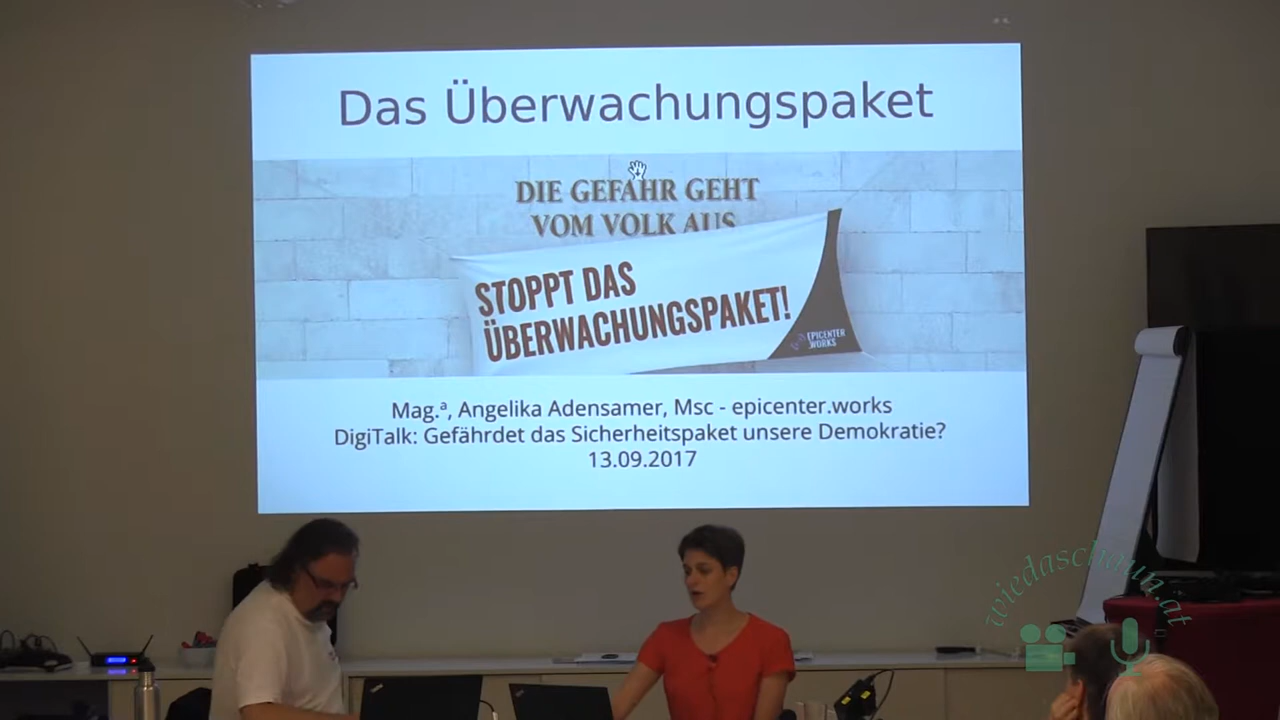 Das Überwachungspaket
DIE GEFAHR GEHT
VOM VOLK AUS
STOPPT DAS
ÜBERWACHUNGSPAKET!
EPICENTER
.WORKS
Mag.ª, Angelika Adensamer, Msc - epicenter.works
DigiTalk: Gefährdet das Sicherheitspaket unsere Demokratie?
13.09.2017
wiedaschaun.at